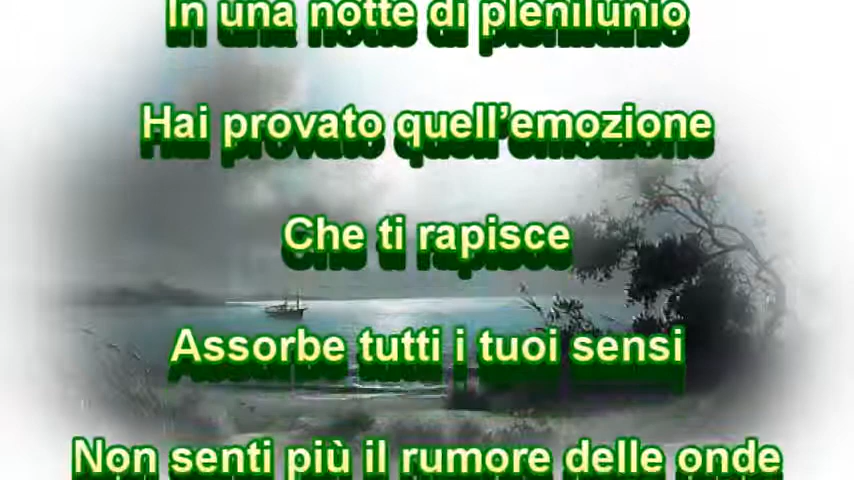 In una notte di plenilunio
Hai provato quell’emozione
Che ti rapisce
Assorbe tutti i tuoi sensi
Non senti più il rumore delle onde